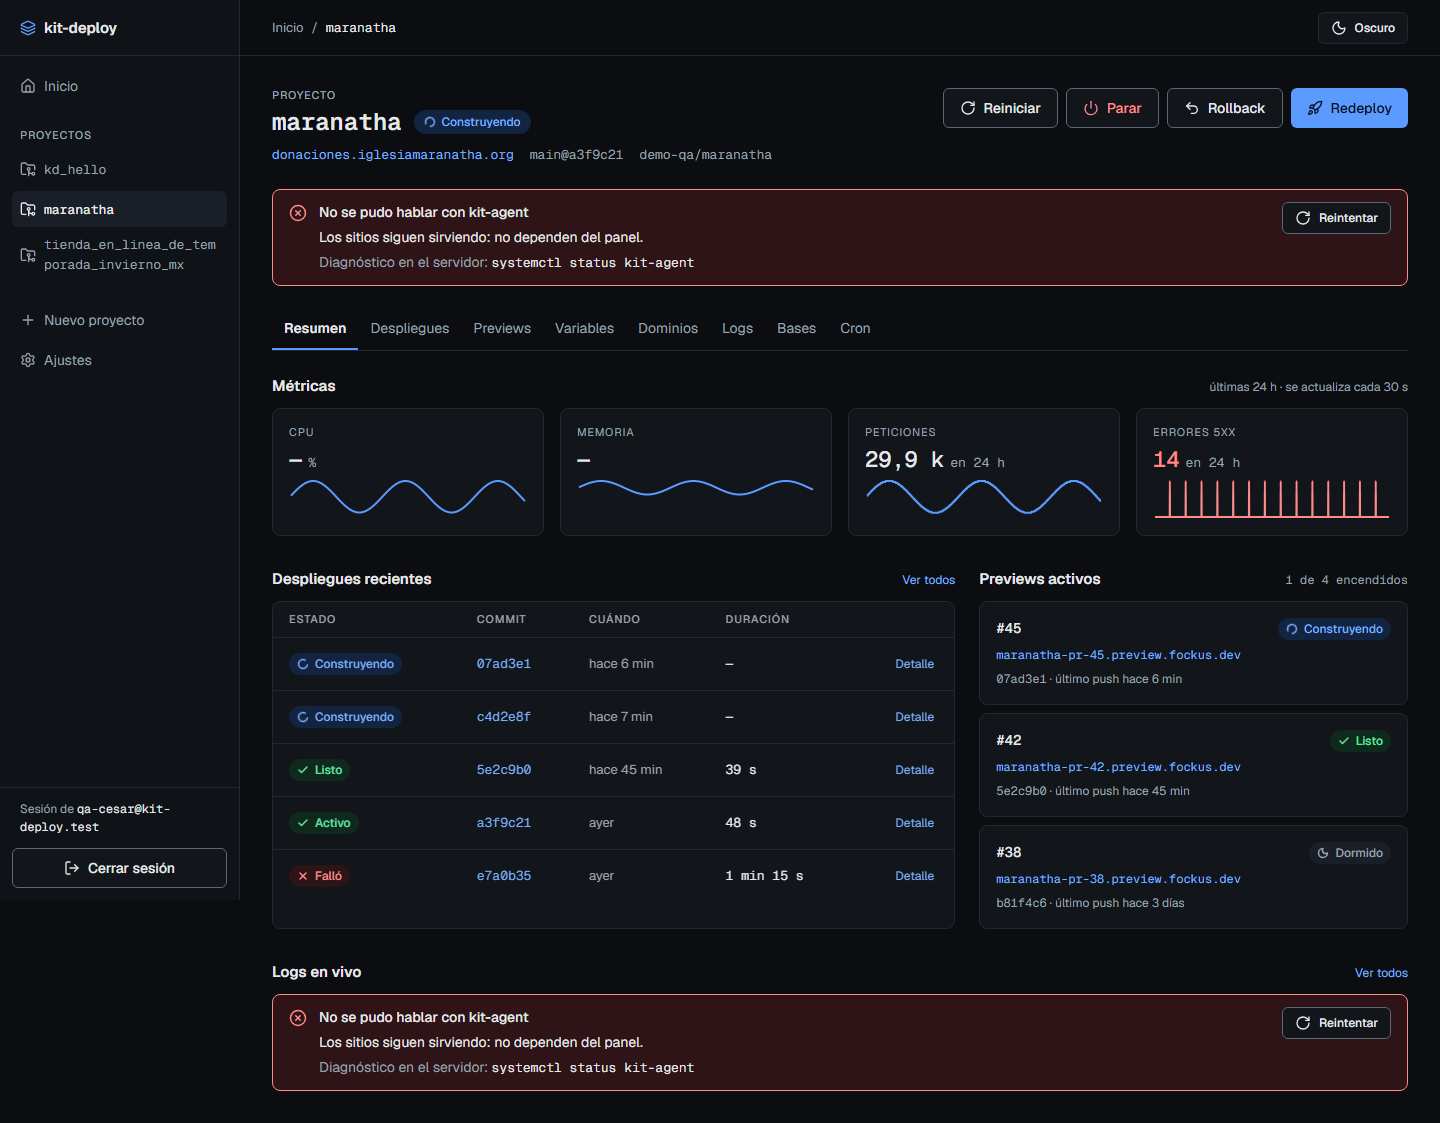 kit-deploy
Inicio / maranatha
Oscuro
Inicio
PROYECTOS
kd_hello
maranatha
tienda_en_linea_de_tem
porada_invierno_mx
Nuevo proyecto
Ajustes
Sesión de qa-cesar@kit-
deploy.test
Cerrar sesión
PROYECTO
maranatha Construyendo
Reiniciar
Parar
Rollback
Redeploy
donaciones.iglesiamaranatha.org main@a3f9c21 demo-qa/maranatha
No se pudo hablar con kit-agent
Los sitios siguen sirviendo: no dependen del panel.
Diagnóstico en el servidor: systemctl status kit-agent
Reintentar
Resumen Despliegues Previews Variables Dominios Logs Bases Cron
Métricas
últimas 24 h · se actualiza cada 30 s
CPU
— %
MEMORIA
—
PETICIONES
29,9 k en 24 h
ERRORES 5XX
14 en 24 h
Despliegues recientes
Ver todos
ESTADO COMMIT CUÁNDO DURACIÓN
Construyendo 07ad3e1 hace 6 min — Detalle
Construyendo c4d2e8f hace 7 min — Detalle
Listo 5e2c9b0 hace 45 min 39 s Detalle
Activo a3f9c21 ayer 48 s Detalle
Falló e7a0b35 ayer 1 min 15 s Detalle
Previews activos
1 de 4 encendidos
#45 Construyendo
maranatha-pr-45.preview.fockus.dev
07ad3e1 · último push hace 6 min
#42 Listo
maranatha-pr-42.preview.fockus.dev
5e2c9b0 · último push hace 45 min
#38 Dormido
maranatha-pr-38.preview.fockus.dev
b81f4c6 · último push hace 3 días
Logs en vivo
Ver todos
No se pudo hablar con kit-agent
Los sitios siguen sirviendo: no dependen del panel.
Diagnóstico en el servidor: systemctl status kit-agent
Reintentar